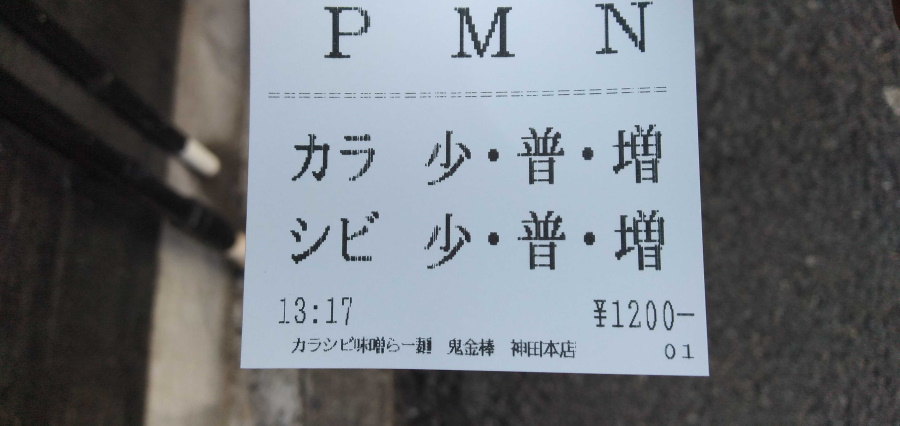 P M N
==============================
カラ 少・普・増
シビ 少・普・増
13:17 ¥1200-
カラシビ味噌らー麺 鬼金棒 神田本店 01